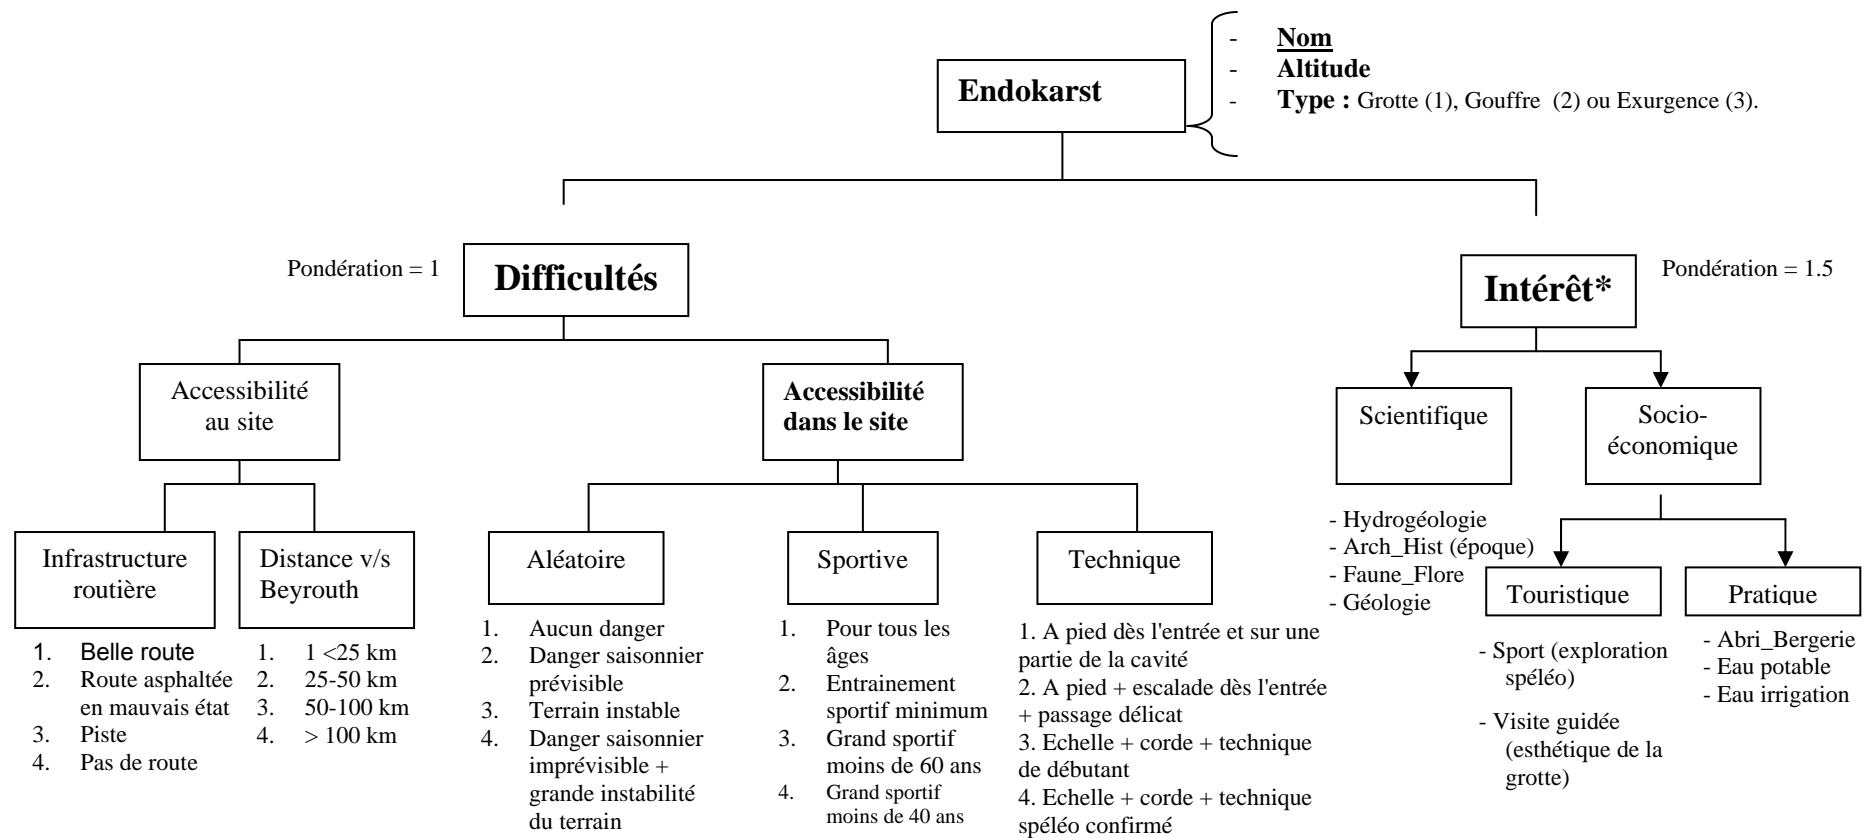 - Nom
- Altitude
- Type : Grotte (1), Gouffre (2) ou Exurgence (3).
Endokarst
Pondération = 1
Difficultés
Intérêt*
Pondération = 1.5
Accessibilité
au site
Accessibilité
dans le site
Scientifique
Socio-
économique
Infrastructure
routière
Distance v/s
Beyrouth
Aléatoire
Sportive
Technique
- Hydrogéologie
- Arch_Hist (époque)
- Faune_Flore
- Géologie
Touristique
Pratique
1. Belle route
2. Route asphaltée
en mauvais état
3. Piste
4. Pas de route
1. 1 <25 km
2. 25-50 km
3. 50-100 km
4. > 100 km
1. Aucun danger
2. Danger saisonnier
prévisible
3. Terrain instable
4. Danger saisonnier
imprévisible +
grande instabilité
du terrain
1. Pour tous les
âges
2. Entrainement
sportif minimum
3. Grand sportif
moins de 60 ans
4. Grand sportif
moins de 40 ans
1. A pied dès l'entrée et sur une
partie de la cavité
2. A pied + escalade dès l'entrée
+ passage délicat
3. Echelle + corde + technique
de débutant
4. Echelle + corde + technique
spéléo confirmé
- Sport (exploration
spéléo)
- Visite guidée
(esthétique de la
grotte)
- Abri_Bergerie
- Eau potable
- Eau irrigation